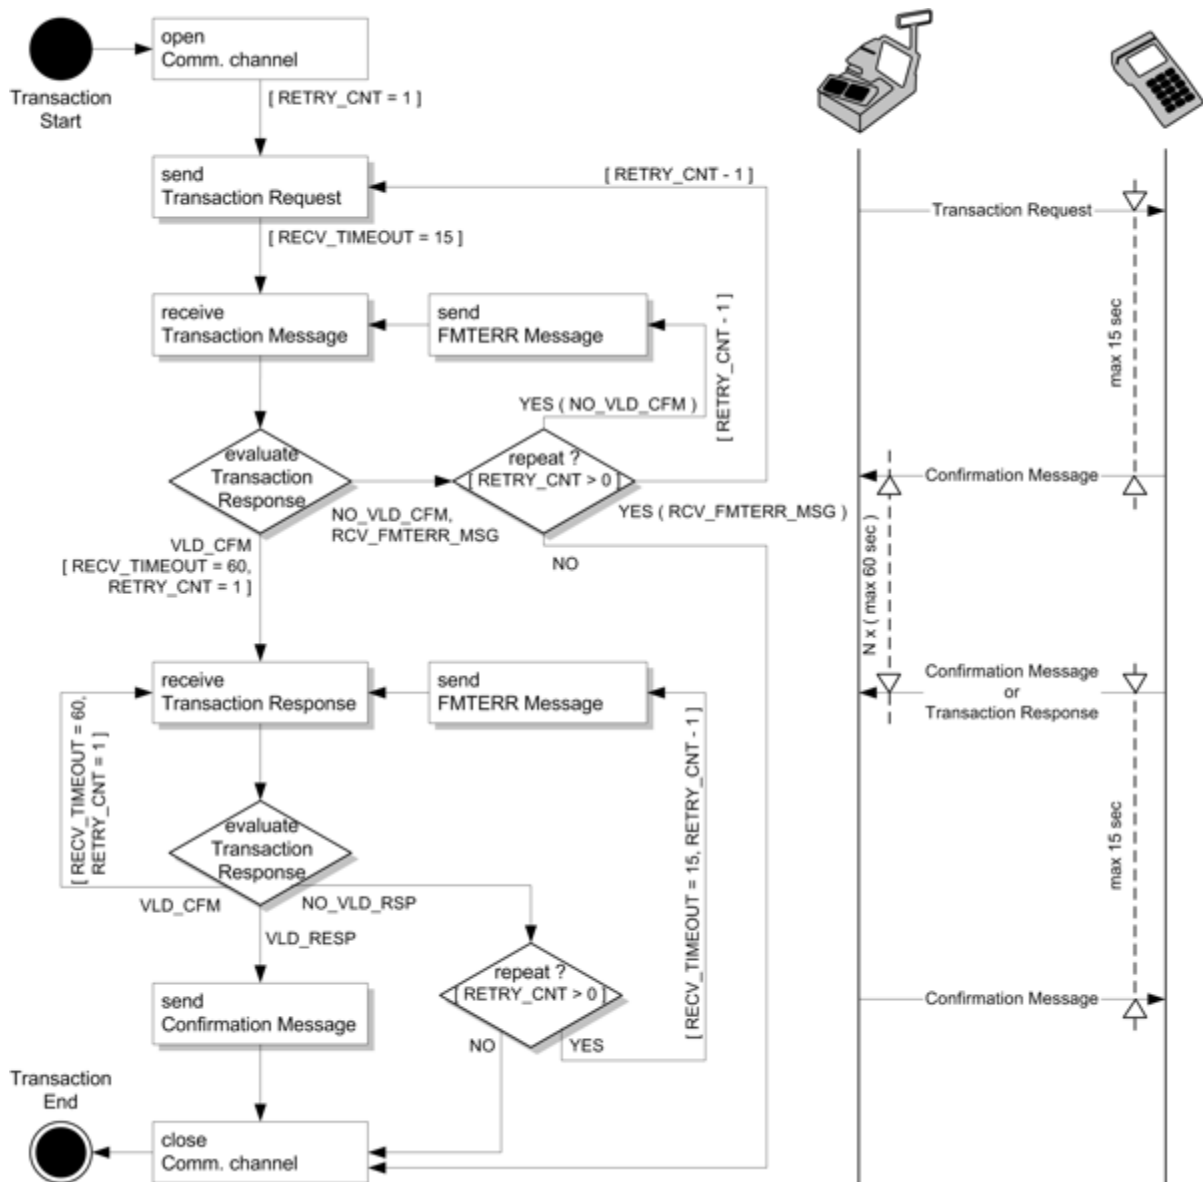 open
Comm. channel
Transaction
Start
[ RETRY_CNT = 1 ]
send
Transaction Request
[ RETRY_CNT - 1 ]
[ RECV_TIMEOUT = 15 ]
receive
Transaction Message
send
FMTERR Message
[ RETRY_CNT - 1 ]
YES ( NO_VLD_CFM )
evaluate
Transaction
Response
repeat ?
[ RETRY_CNT > 0 ]
NO_VLD_CFM,
RCV_FMTERR_MSG
YES ( RCV_FMTERR_MSG )
NO
VLD_CFM
[ RECV_TIMEOUT = 60,
RETRY_CNT = 1 ]
receive
Transaction Response
send
FMTERR Message
[ RECV_TIMEOUT = 60,
RETRY_CNT = 1 ]
[ RECV_TIMEOUT = 15, RETRY_CNT - 1 ]
evaluate
Transaction
Response
VLD_CFM
NO_VLD_RSP
VLD_RESP
repeat ?
[ RETRY_CNT > 0 ]
send
Confirmation Message
NO
YES
Transaction
End
close
Comm. channel
Transaction Request
max 15 sec
Confirmation Message
N x ( max 60 sec )
Confirmation Message
or
Transaction Response
max 15 sec
Confirmation Message